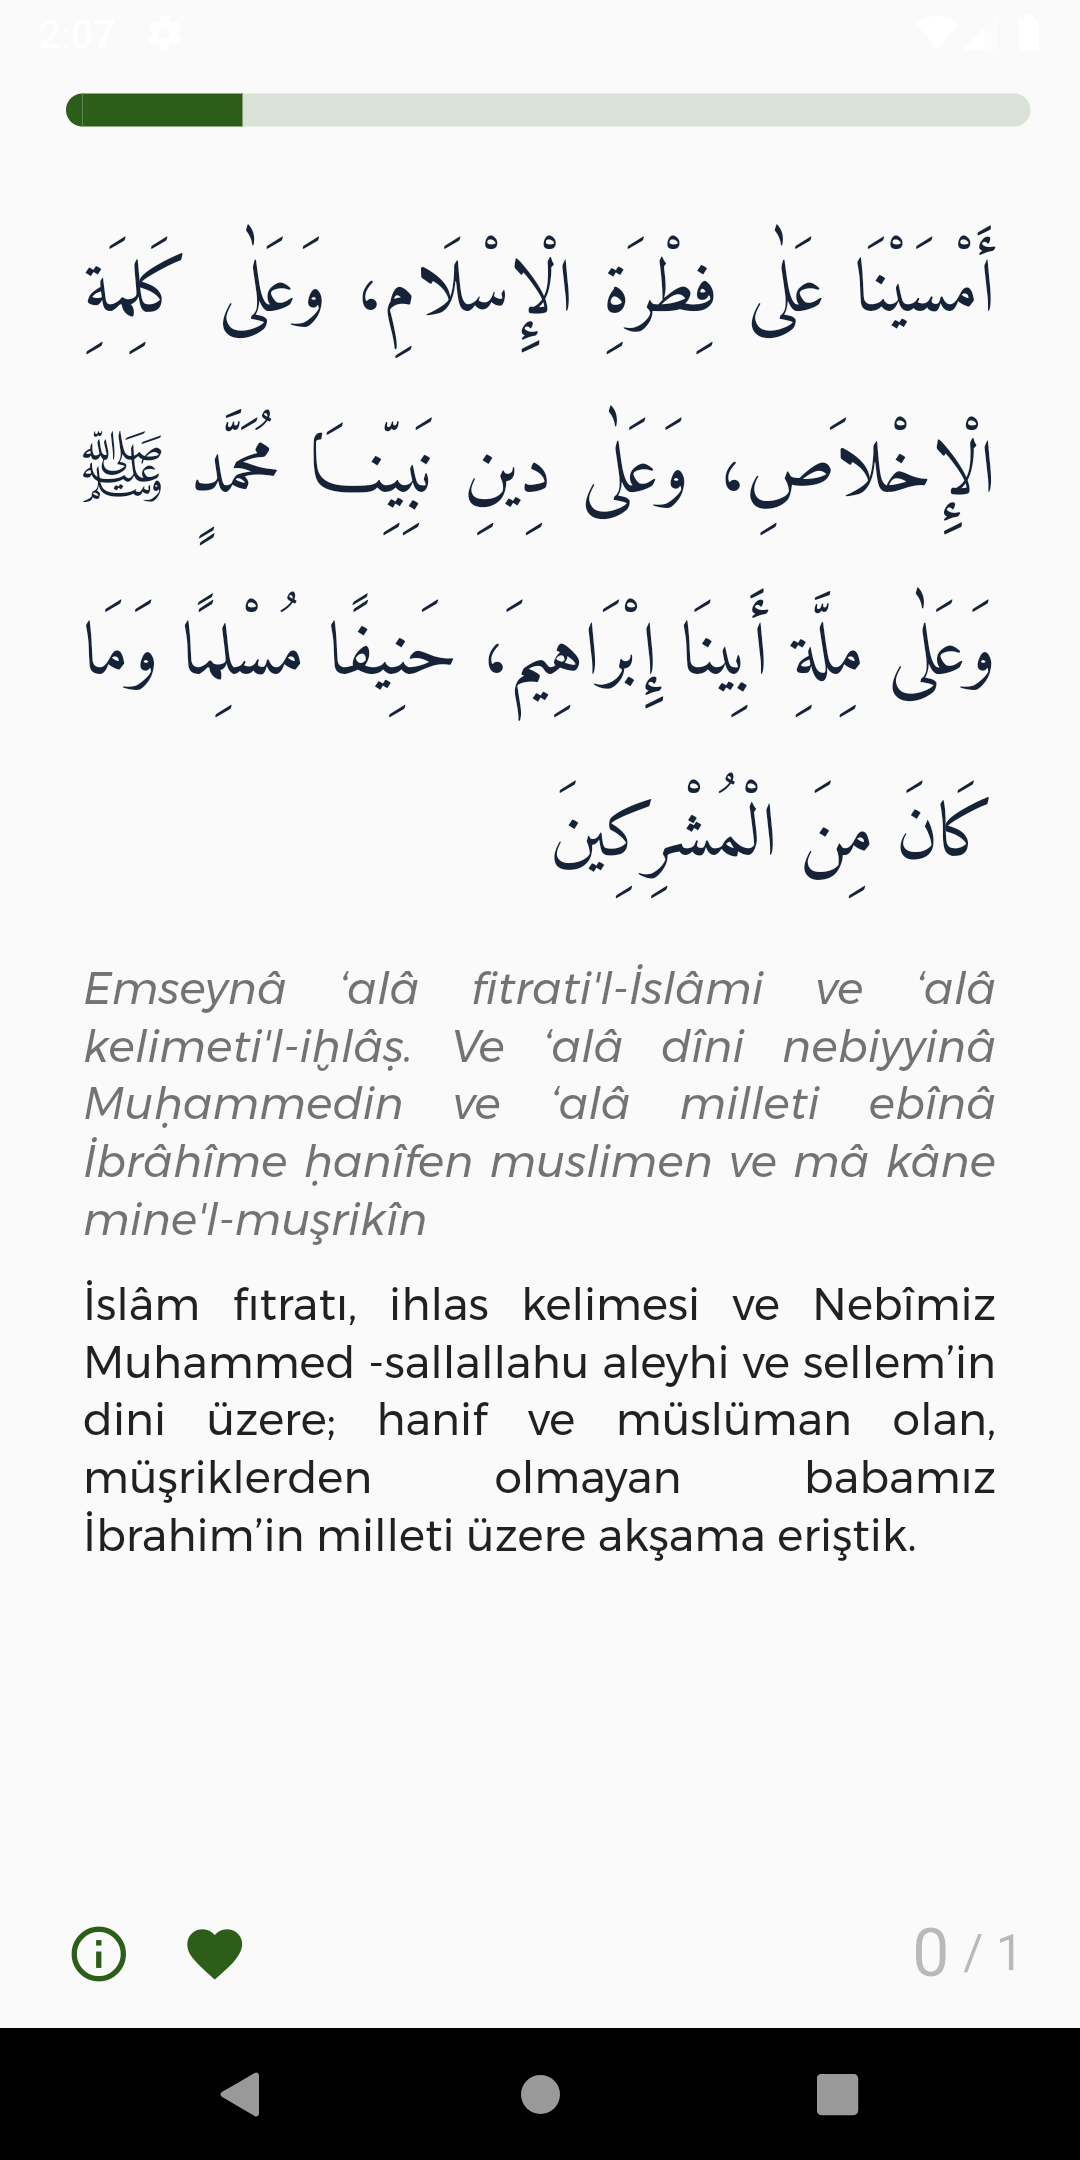 2:07
أَمْسَيْنَا عَلٰى فِطْرَةِ الْإِسْلَامِ، وَعَلٰى كَلِمَةِ
الْإِخْلاَصِ، وَعَلٰى دِينِ نَبِيِّنَــا مُحَمَّدٍ ﷺ
وَعَلٰى مِلَّةِ أَبِينَا إِبْرَاهِيمَ، حَنِيفًا مُسْلِمًا وَمَا
كَانَ مِنَ الْمُشْرِكِينَ
Emseynâ ‘alâ fitrati'l-İslâmi ve ‘alâ
kelimeti'l-iḫlâṣ. Ve ‘alâ dîni nebiyyinâ
Muḥammedin ve ‘alâ milleti ebînâ
İbrâhîme ḥanîfen muslimen ve mâ kâne
mine'l-muşrikîn
İslâm fıtratı, ihlas kelimesi ve Nebîmiz
Muhammed -sallallahu aleyhi ve sellem’in
dini üzere; hanif ve müslüman olan,
müşriklerden olmayan babamız
İbrahim’in milleti üzere akşama eriştik.
0 / 1